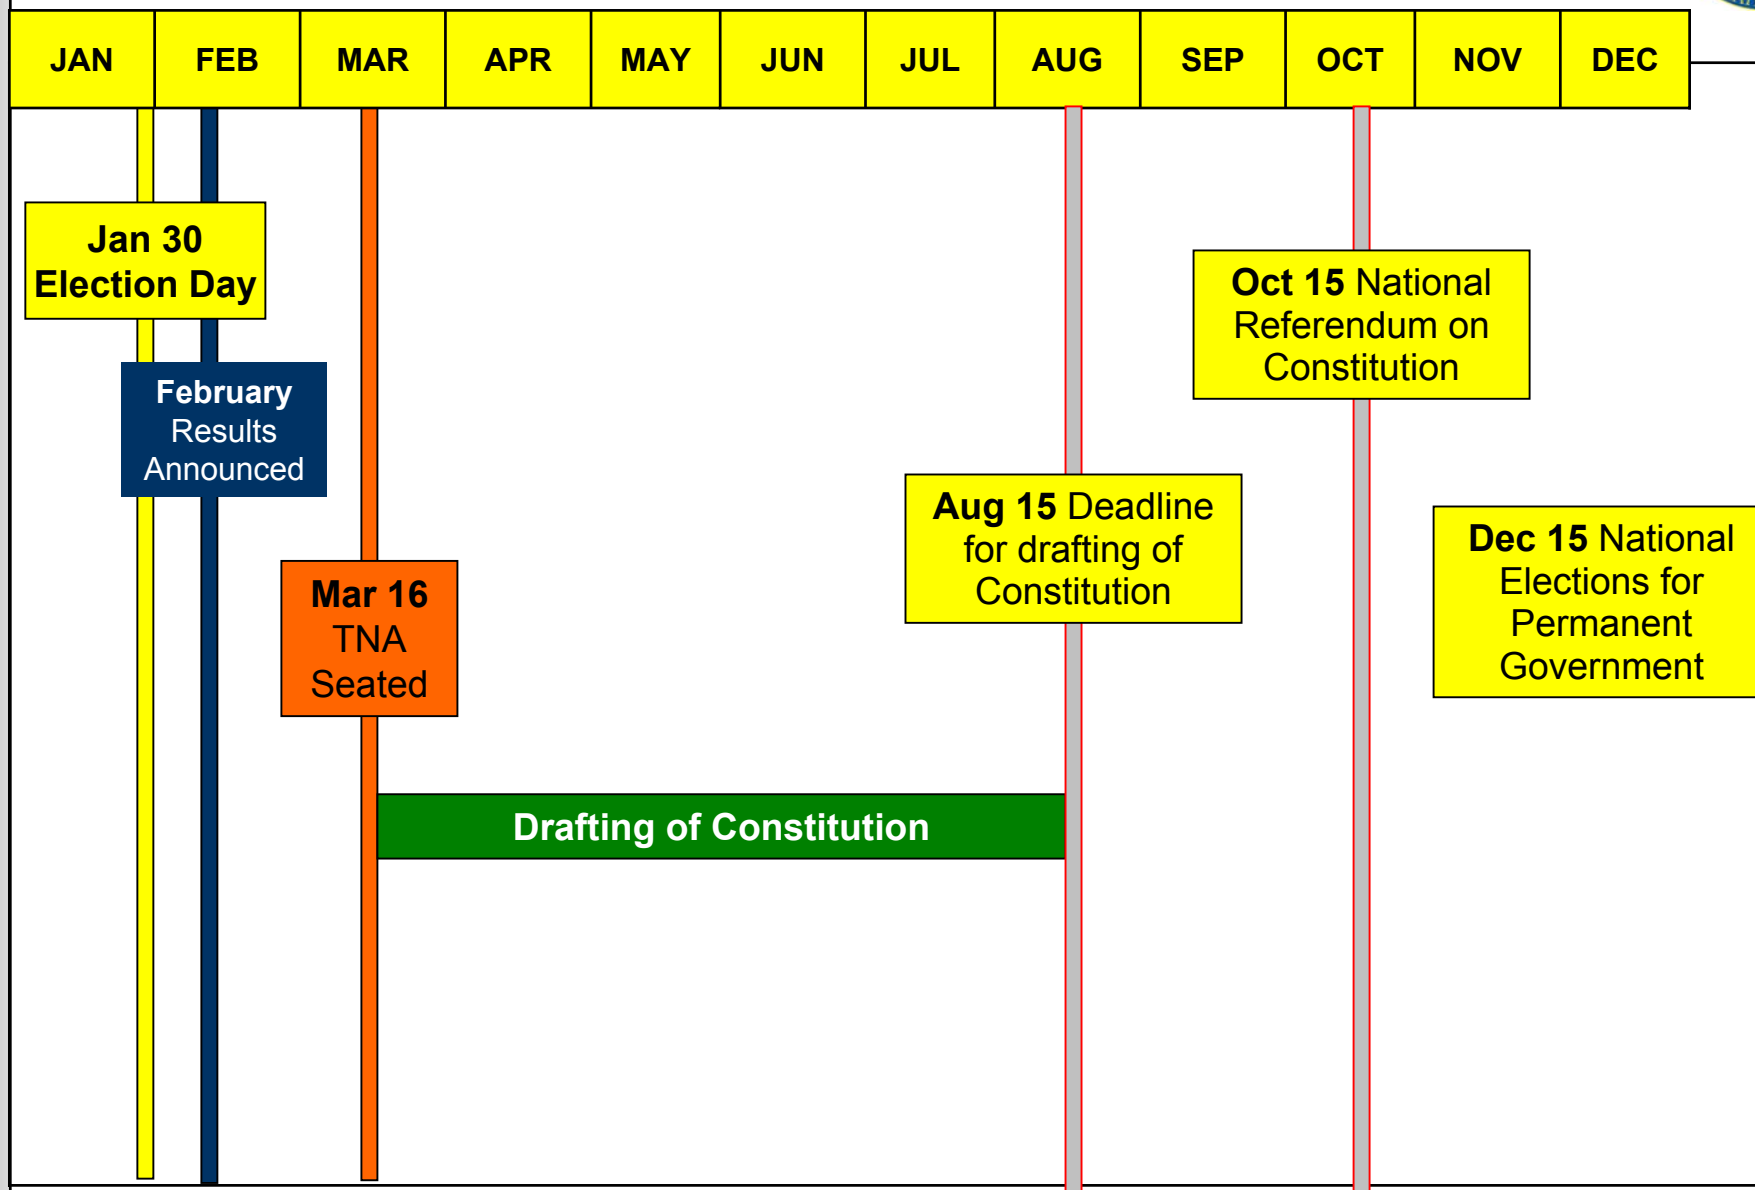 JAN FEB MAR APR MAY JUN JUL AUG SEP OCT NOV DEC
Jan 30
Election Day
February
Results
Announced
Mar 16
TNA
Seated
Drafting of Constitution
Aug 15 Deadline
for drafting of
Constitution
Oct 15 National
Referendum on
Constitution
Dec 15 National
Elections for
Permanent
Government